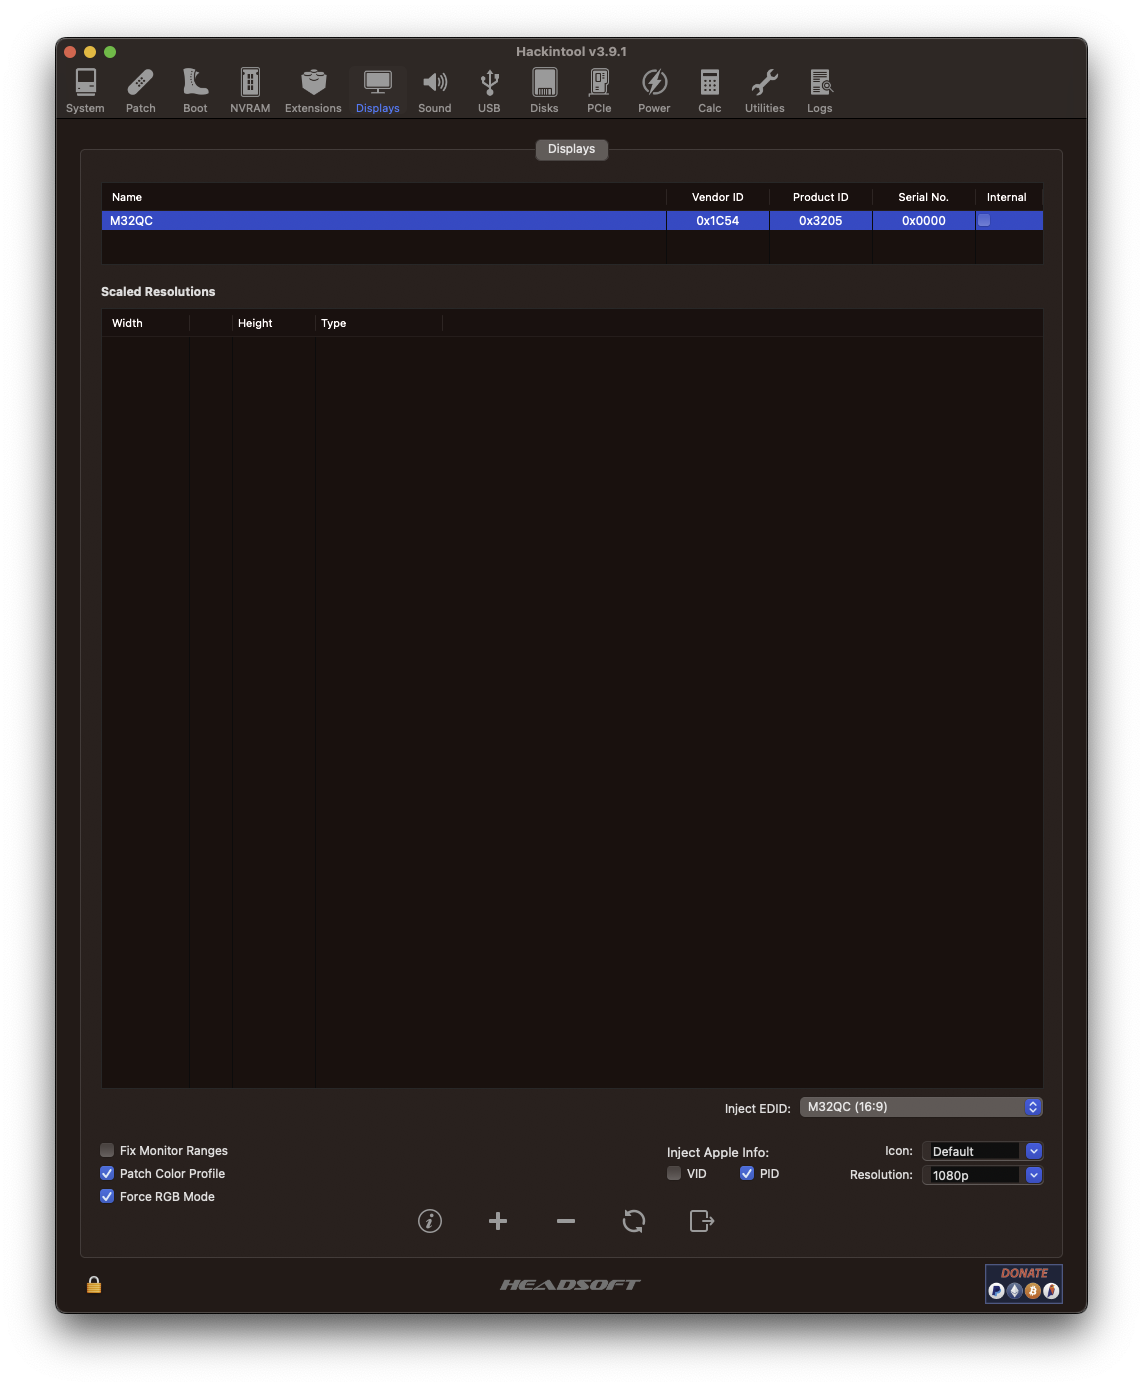 Hackintool v3.9.1
System Patch Boot NVRAM Extensions Displays Sound USB Disks PCIe Power Calc Utilities Logs
Displays
Name Vendor ID Product ID Serial No. Internal
M32QC 0x1C54 0x3205 0x0000
Scaled Resolutions
Width Height Type
Inject EDID: M32QC (16:9)
Fix Monitor Ranges Inject Apple Info: Icon: Default
Patch Color Profile VID PID Resolution: 1080p
Force RGB Mode
HEADSOFT
DONATE